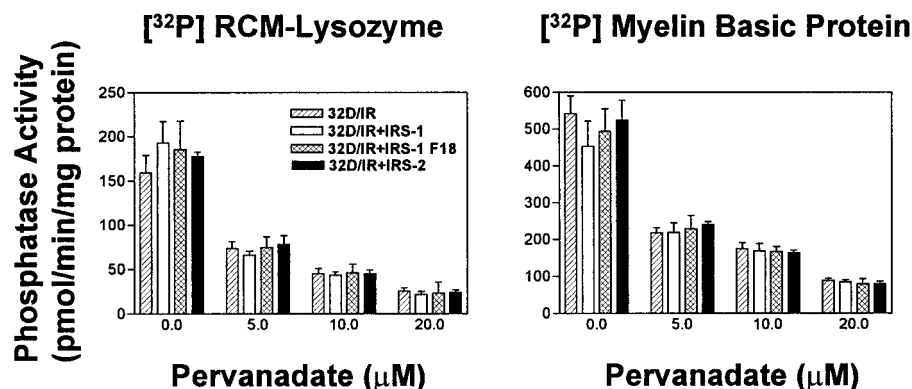 [³²P] RCM-Lysozyme
[³²P] Myelin Basic Protein
Phosphatase Activity
(pmol/min/mg protein)
250
200
150
100
50
0
32D/IR
32D/IR+IRS-1
32D/IR+IRS-1 F18
32D/IR+IRS-2
0.0 5.0 10.0 20.0
Pervanadate (μM)
600
500
400
300
200
100
0
0.0 5.0 10.0 20.0
Pervanadate (μM)